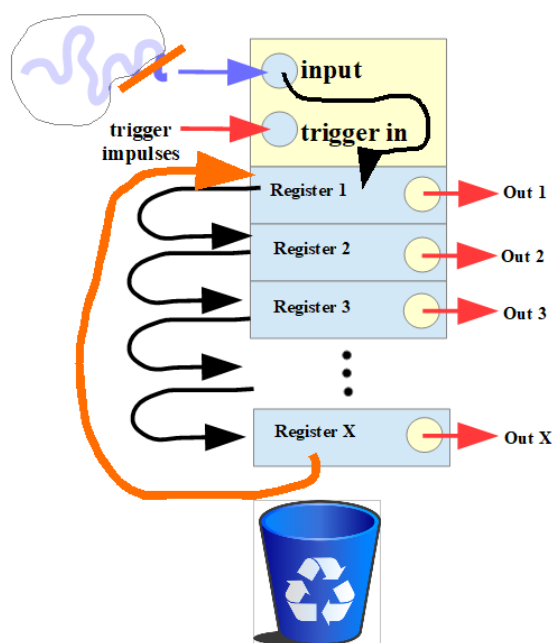 input
trigger
impulses
trigger in
Register 1
Out 1
Register 2
Out 2
Register 3
Out 3
Register X
Out X